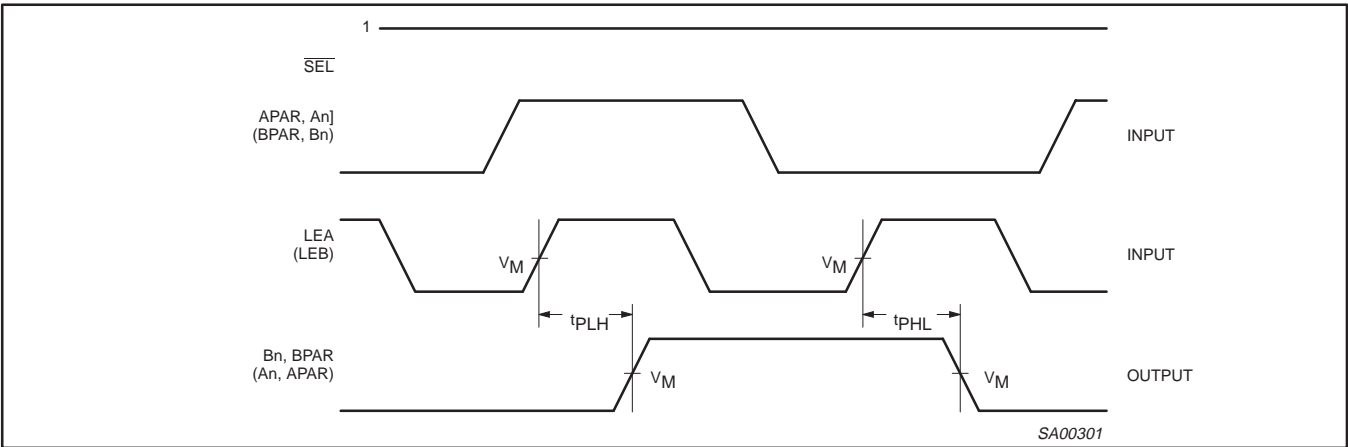 1
SEL
APAR, An]
(BPAR, Bn)
INPUT
LEA
(LEB)
VM
VM
INPUT
tPLH
tPHL
Bn, BPAR
(An, APAR)
VM
VM
OUTPUT
SA00301